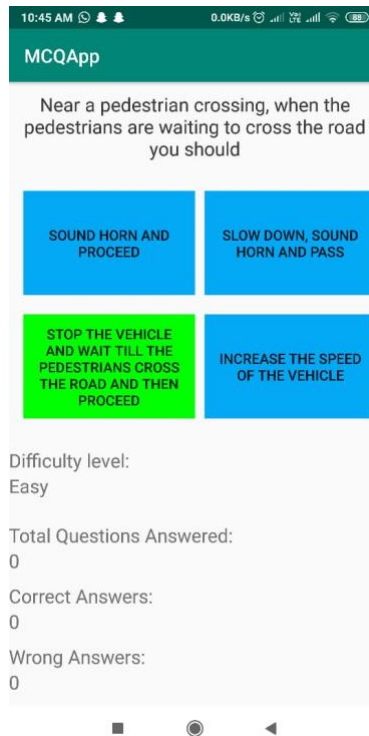 10:45 AM 0.0KB/s Vo LTE 88
MCQApp
Near a pedestrian crossing, when the
pedestrians are waiting to cross the road
you should
SOUND HORN AND
PROCEED
SLOW DOWN, SOUND
HORN AND PASS
STOP THE VEHICLE
AND WAIT TILL THE
PEDESTRIANS CROSS
THE ROAD AND THEN
PROCEED
INCREASE THE SPEED
OF THE VEHICLE
Difficulty level:
Easy
Total Questions Answered:
0
Correct Answers:
0
Wrong Answers:
0